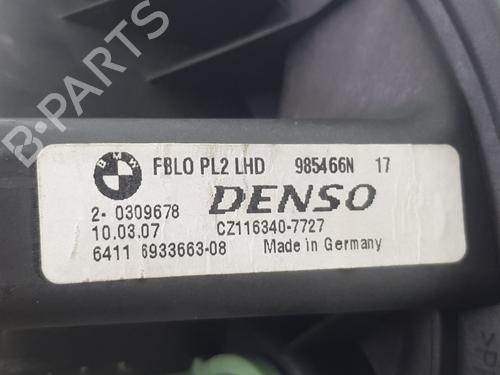 B-PARTS
BMW
FBLO PL2 LHD 985466N 17
2- 0309678 DENSO
10.03.07 CZ116340-7727
6411 6933663-08 Made in Germany